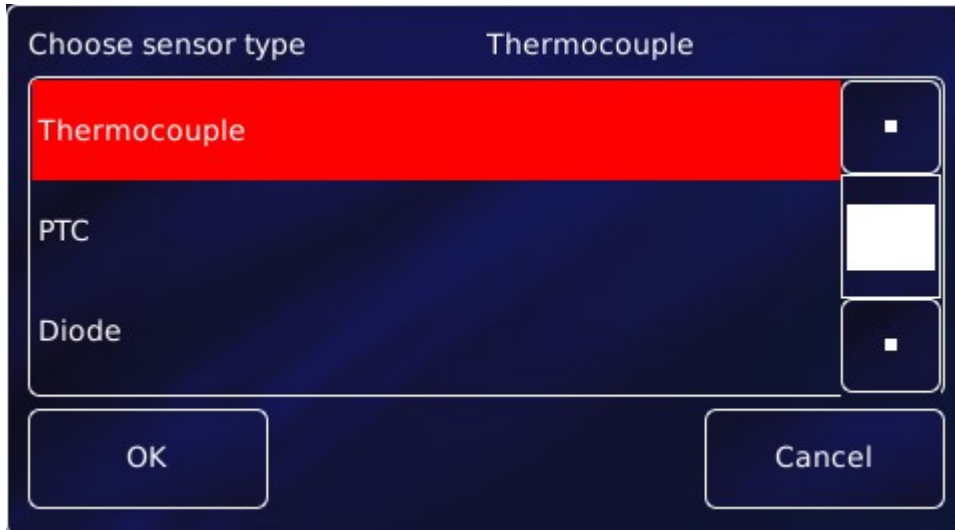 Choose sensor type Thermocouple
Thermocouple
PTC
Diode
OK Cancel